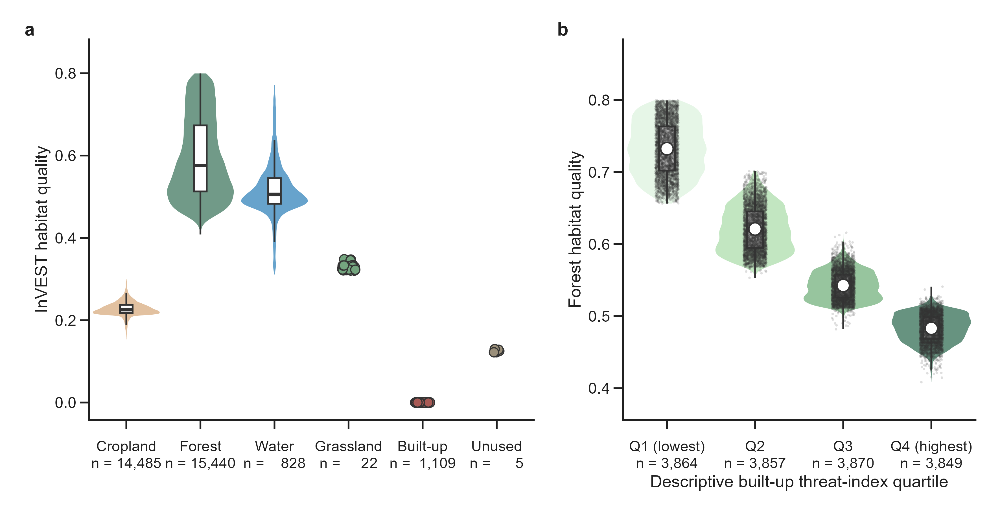 a
InVEST habitat quality
0.8
0.6
0.4
0.2
0.0
Cropland Forest Water Grassland Built-up Unused
n = 14,485 n = 15,440 n = 828 n = 22 n = 1,109 n = 5
b
Forest habitat quality
0.8
0.7
0.6
0.5
0.4
Q1 (lowest) Q2 Q3 Q4 (highest)
n = 3,864 n = 3,857 n = 3,870 n = 3,849
Descriptive built-up threat-index quartile